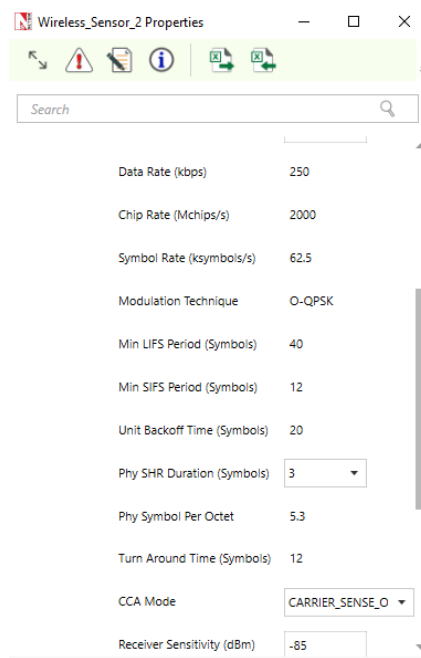 Wireless_Sensor_2 Properties
Search
Data Rate (kbps) 250
Chip Rate (Mchips/s) 2000
Symbol Rate (ksymbols/s) 62.5
Modulation Technique O-QPSK
Min LIFS Period (Symbols) 40
Min SIFS Period (Symbols) 12
Unit Backoff Time (Symbols) 20
Phy SHR Duration (Symbols) 3
Phy Symbol Per Octet 5.3
Turn Around Time (Symbols) 12
CCA Mode CARRIER_SENSE_O
Receiver Sensitivity (dBm) -85